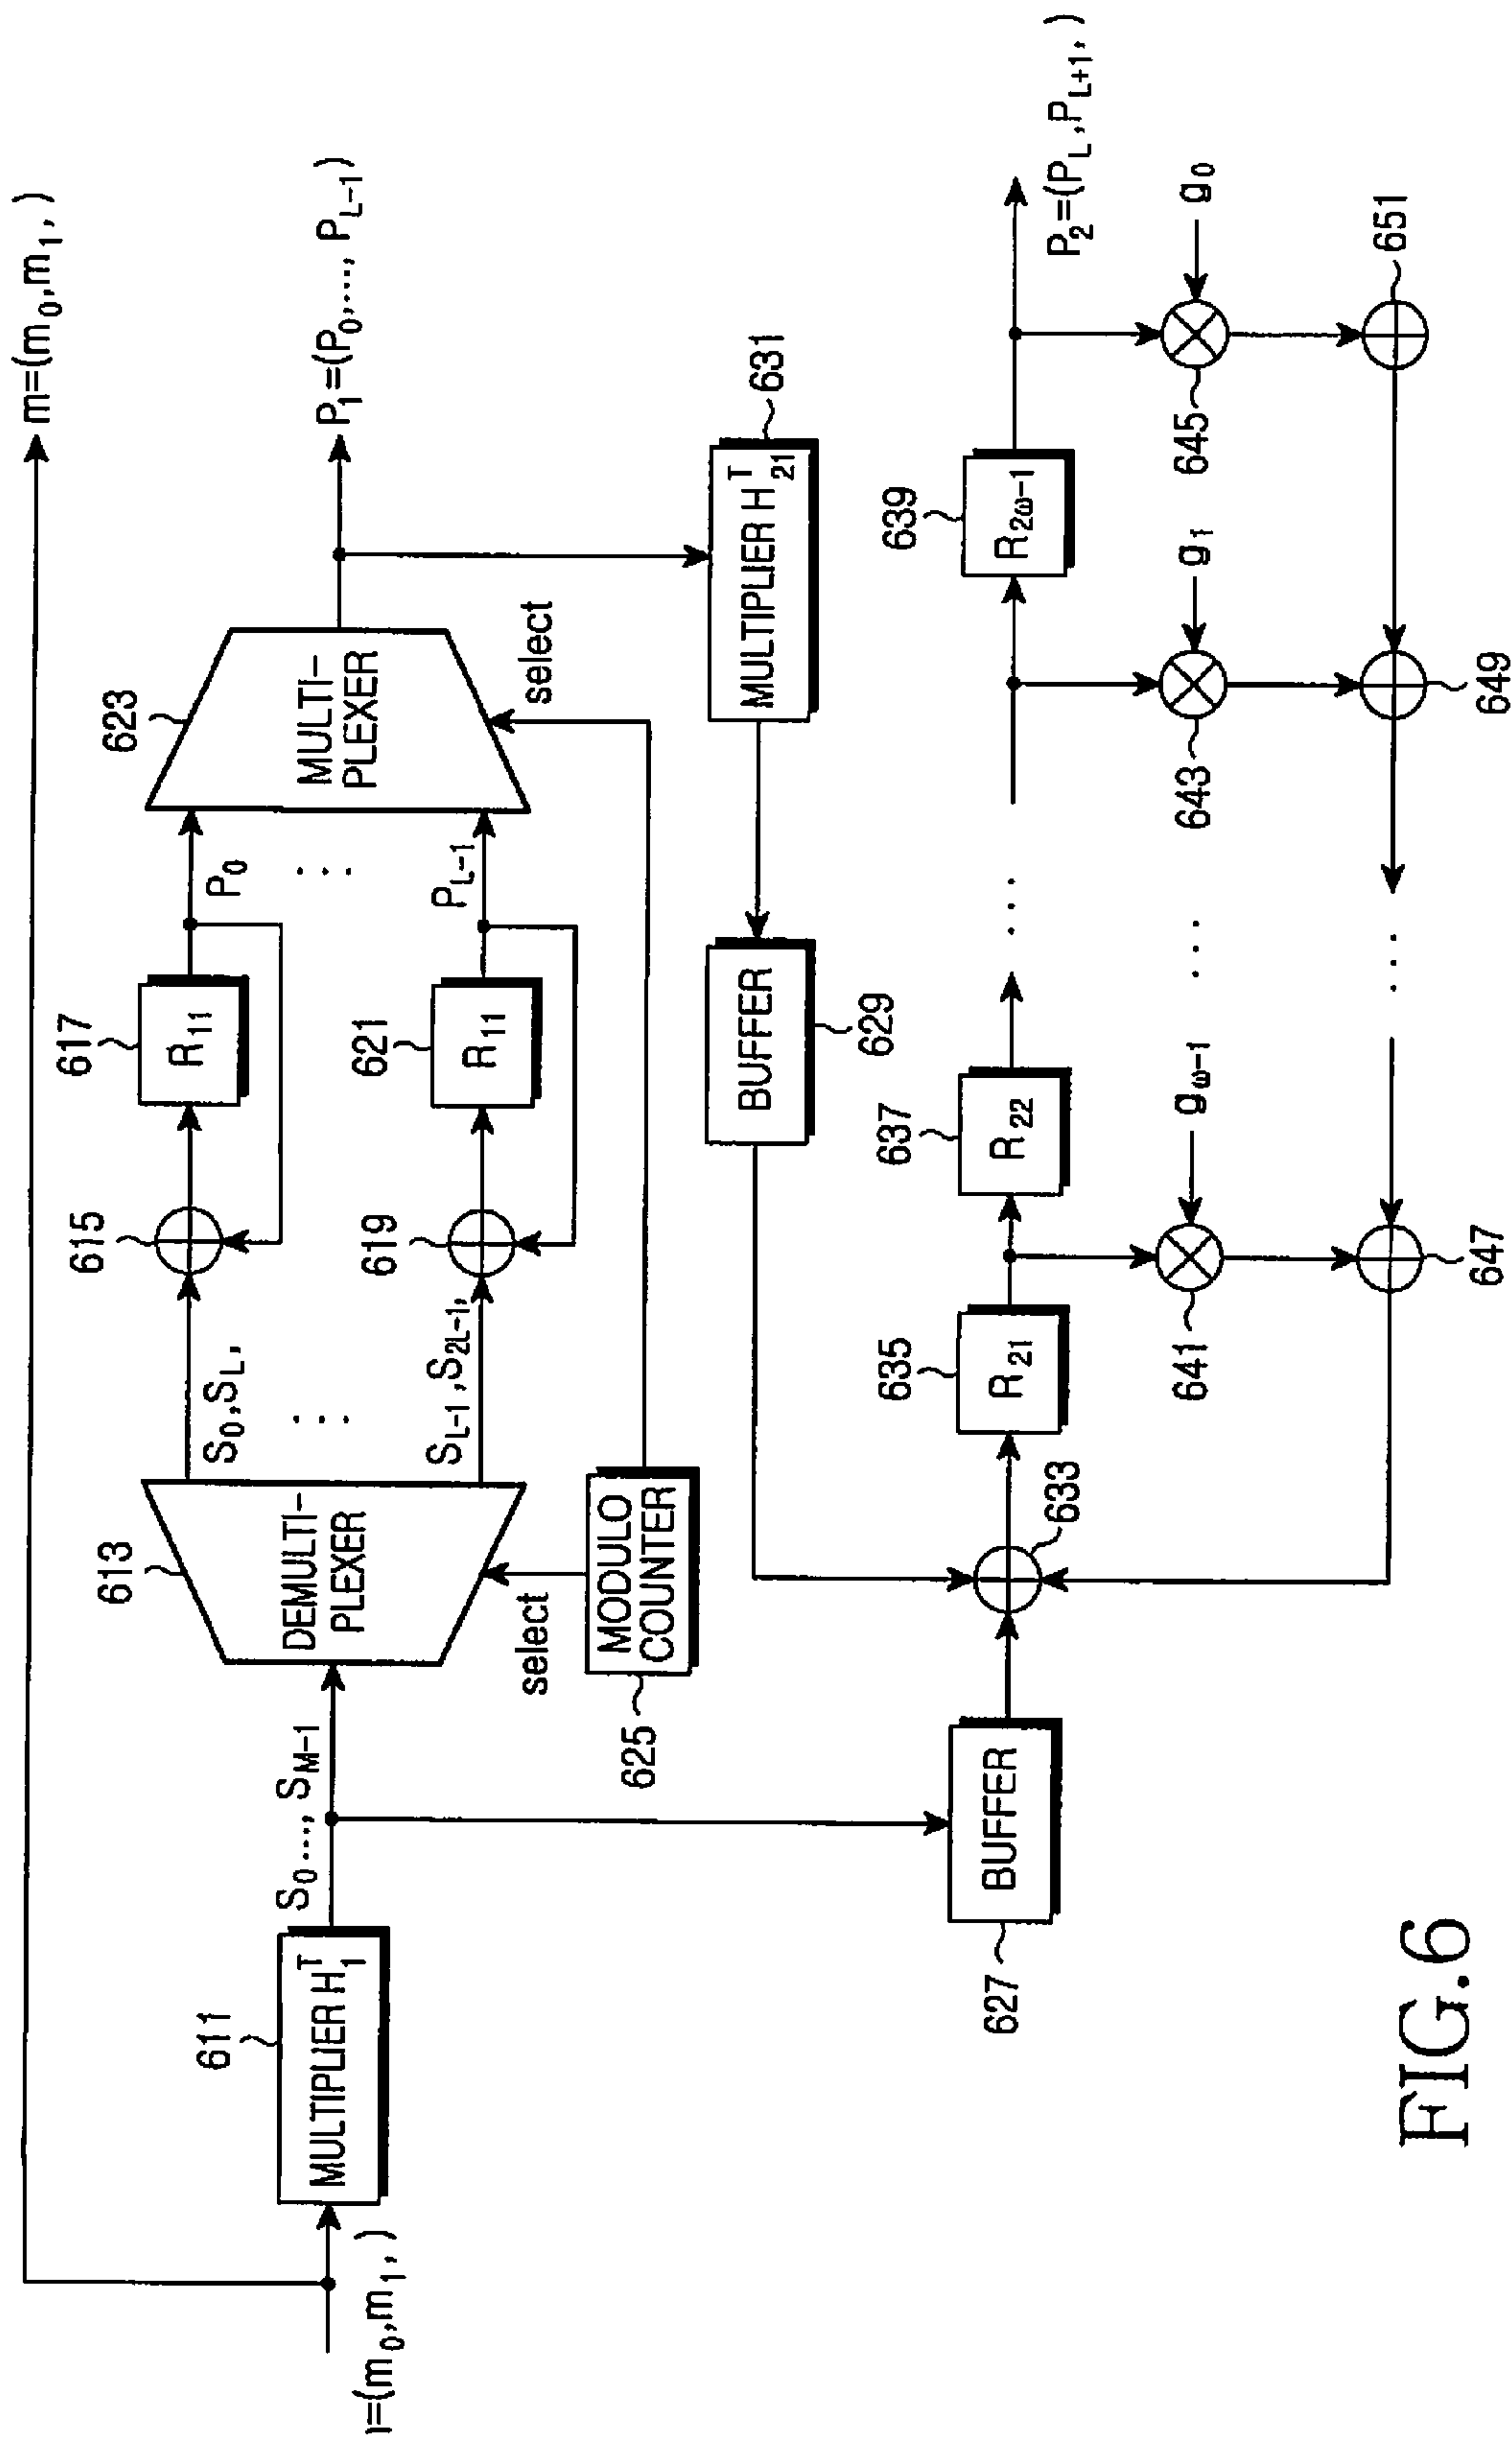 m=(m0,m1, )
)=(m0,m1, )
611
MULTIPLIER H1T
S0..., SM-1
613
DEMULTI-
PLEXER
select
625
MODULO
COUNTER
S0,SL,
⋮
SL-1,S2L-1,
615
617
R11
P0
619
621
R11
PL-1
⋮
623
MULTI-
PLEXER
select
P1=(P0,..., PL-1)
631
MULTIPLIER HT21
629
BUFFER
627
BUFFER
633
635
R21
637
R22
...
639
R2ω-1
P2=(PL,PL+1, )
gω-1
641
...
g1
643
g0
645
647
...
649
651
FIG.6